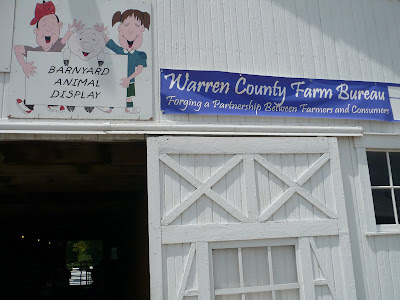 BARNYARD
ANIMAL
DISPLAY
Warren County Farm Bureau
Forging a Partnership Between Farmers and Consumers